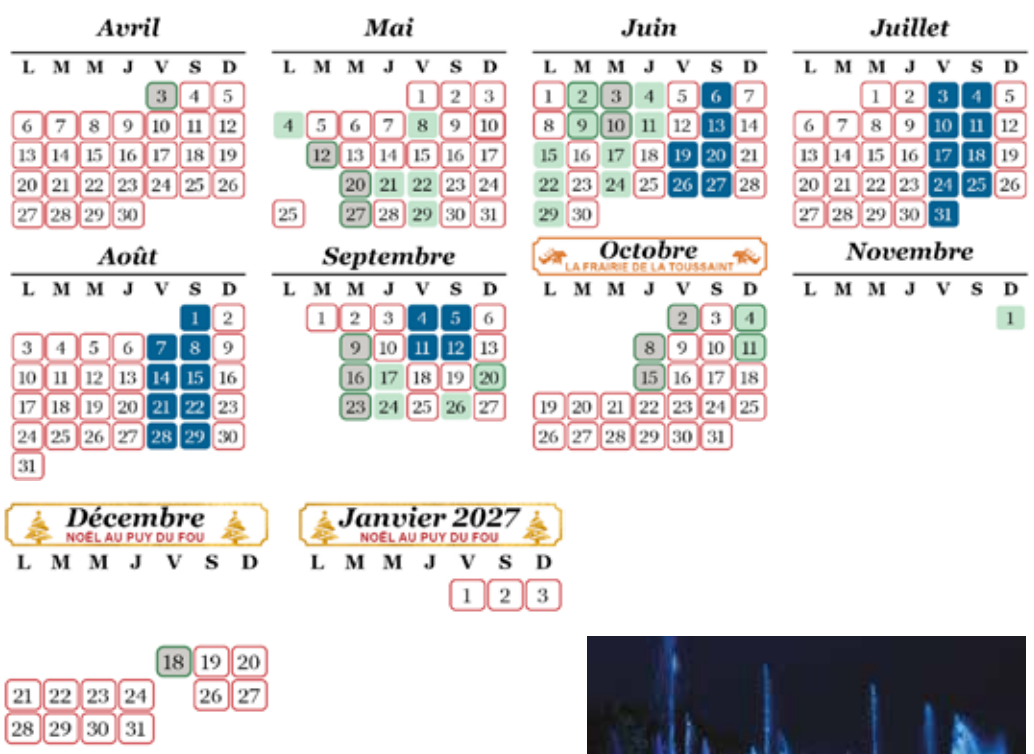 Avril
L M M J V S D
3 4 5
6 7 8 9 10 11 12
13 14 15 16 17 18 19
20 21 22 23 24 25 26
27 28 29 30
Mai
L M M J V S D
1 2 3
4 5 6 7 8 9 10
12 13 14 15 16 17
20 21 22 23 24
25 27 28 29 30 31
Juin
L M M J V S D
1 2 3 4 5 6 7
8 9 10 11 12 13 14
15 16 17 18 19 20 21
22 23 24 25 26 27 28
29 30
Juillet
L M M J V S D
1 2 3 4 5
6 7 8 9 10 11 12
13 14 15 16 17 18 19
20 21 22 23 24 25 26
27 28 29 30 31
Août
L M M J V S D
1 2
3 4 5 6 7 8 9
10 11 12 13 14 15 16
17 18 19 20 21 22 23
24 25 26 27 28 29 30
31
Septembre
L M M J V S D
1 2 3 4 5 6
9 10 11 12 13
16 17 18 19 20
23 24 25 26 27
Octobre
LA FRAIRIE DE LA TOUSSAINT
L M M J V S D
2 3 4
8 9 10 11
15 16 17 18
19 20 21 22 23 24 25
26 27 28 29 30 31
Novembre
L M M J V S D
1
Décembre
NOËL AU PUY DU FOU
L M M J V S D
18 19 20
21 22 23 24 26 27
28 29 30 31
Janvier 2027
NOËL AU PUY DU FOU
L M M J V S D
1 2 3